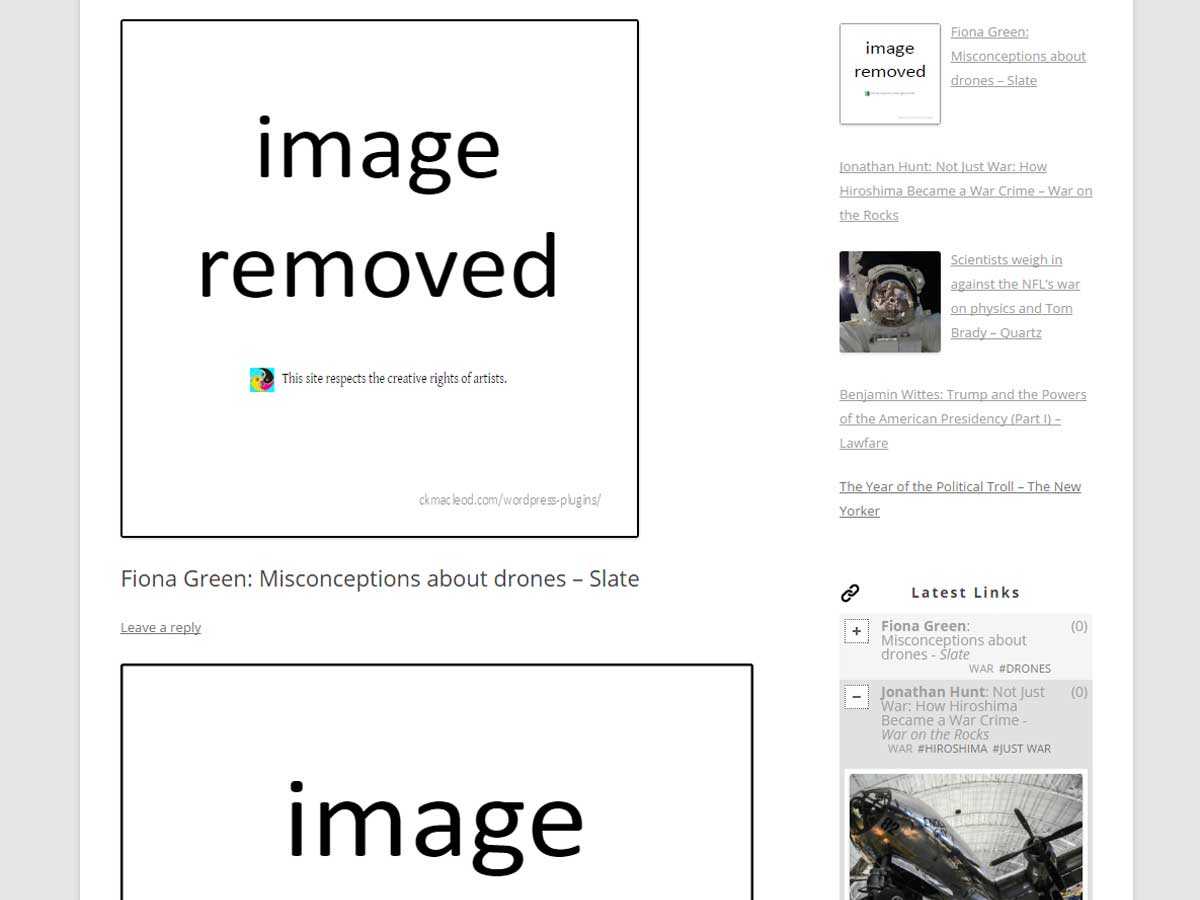 image
removed
This site respects the creative rights of artists.
ckmacleod.com/wordpress-plugins/
Fiona Green: Misconceptions about drones – Slate
Leave a reply
image
image
removed
Fiona Green:
Misconceptions about
drones – Slate
Jonathan Hunt: Not Just War: How
Hiroshima Became a War Crime – War on
the Rocks
Scientists weigh in
against the NFL's war
on physics and Tom
Brady – Quartz
Benjamin Wittes: Trump and the Powers
of the American Presidency (Part I) –
Lawfare
The Year of the Political Troll – The New
Yorker
Latest Links
+ Fiona Green: (0)
Misconceptions about
drones - Slate
WAR #DRONES
− Jonathan Hunt: Not Just (0)
War: How Hiroshima
Became a War Crime -
War on the Rocks
WAR #HIROSHIMA #JUST WAR
82